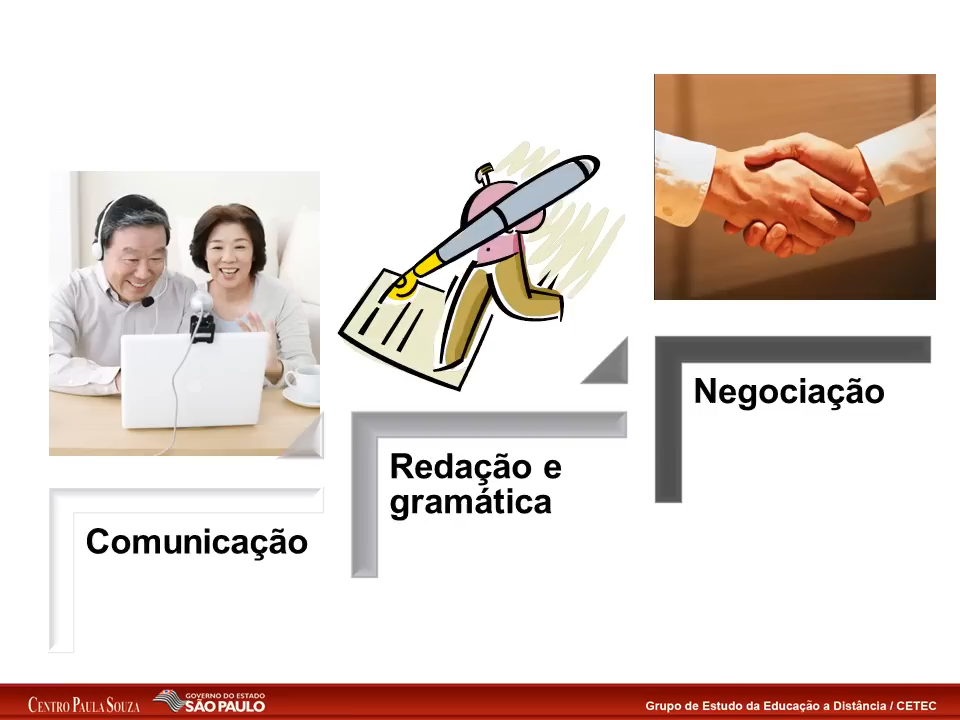 Comunicação
Redação e
gramática
Negociação
CENTRO PAULA SOUZA
GOVERNO DO ESTADO
SÃO PAULO
Grupo de Estudo da Educação a Distância / CETEC